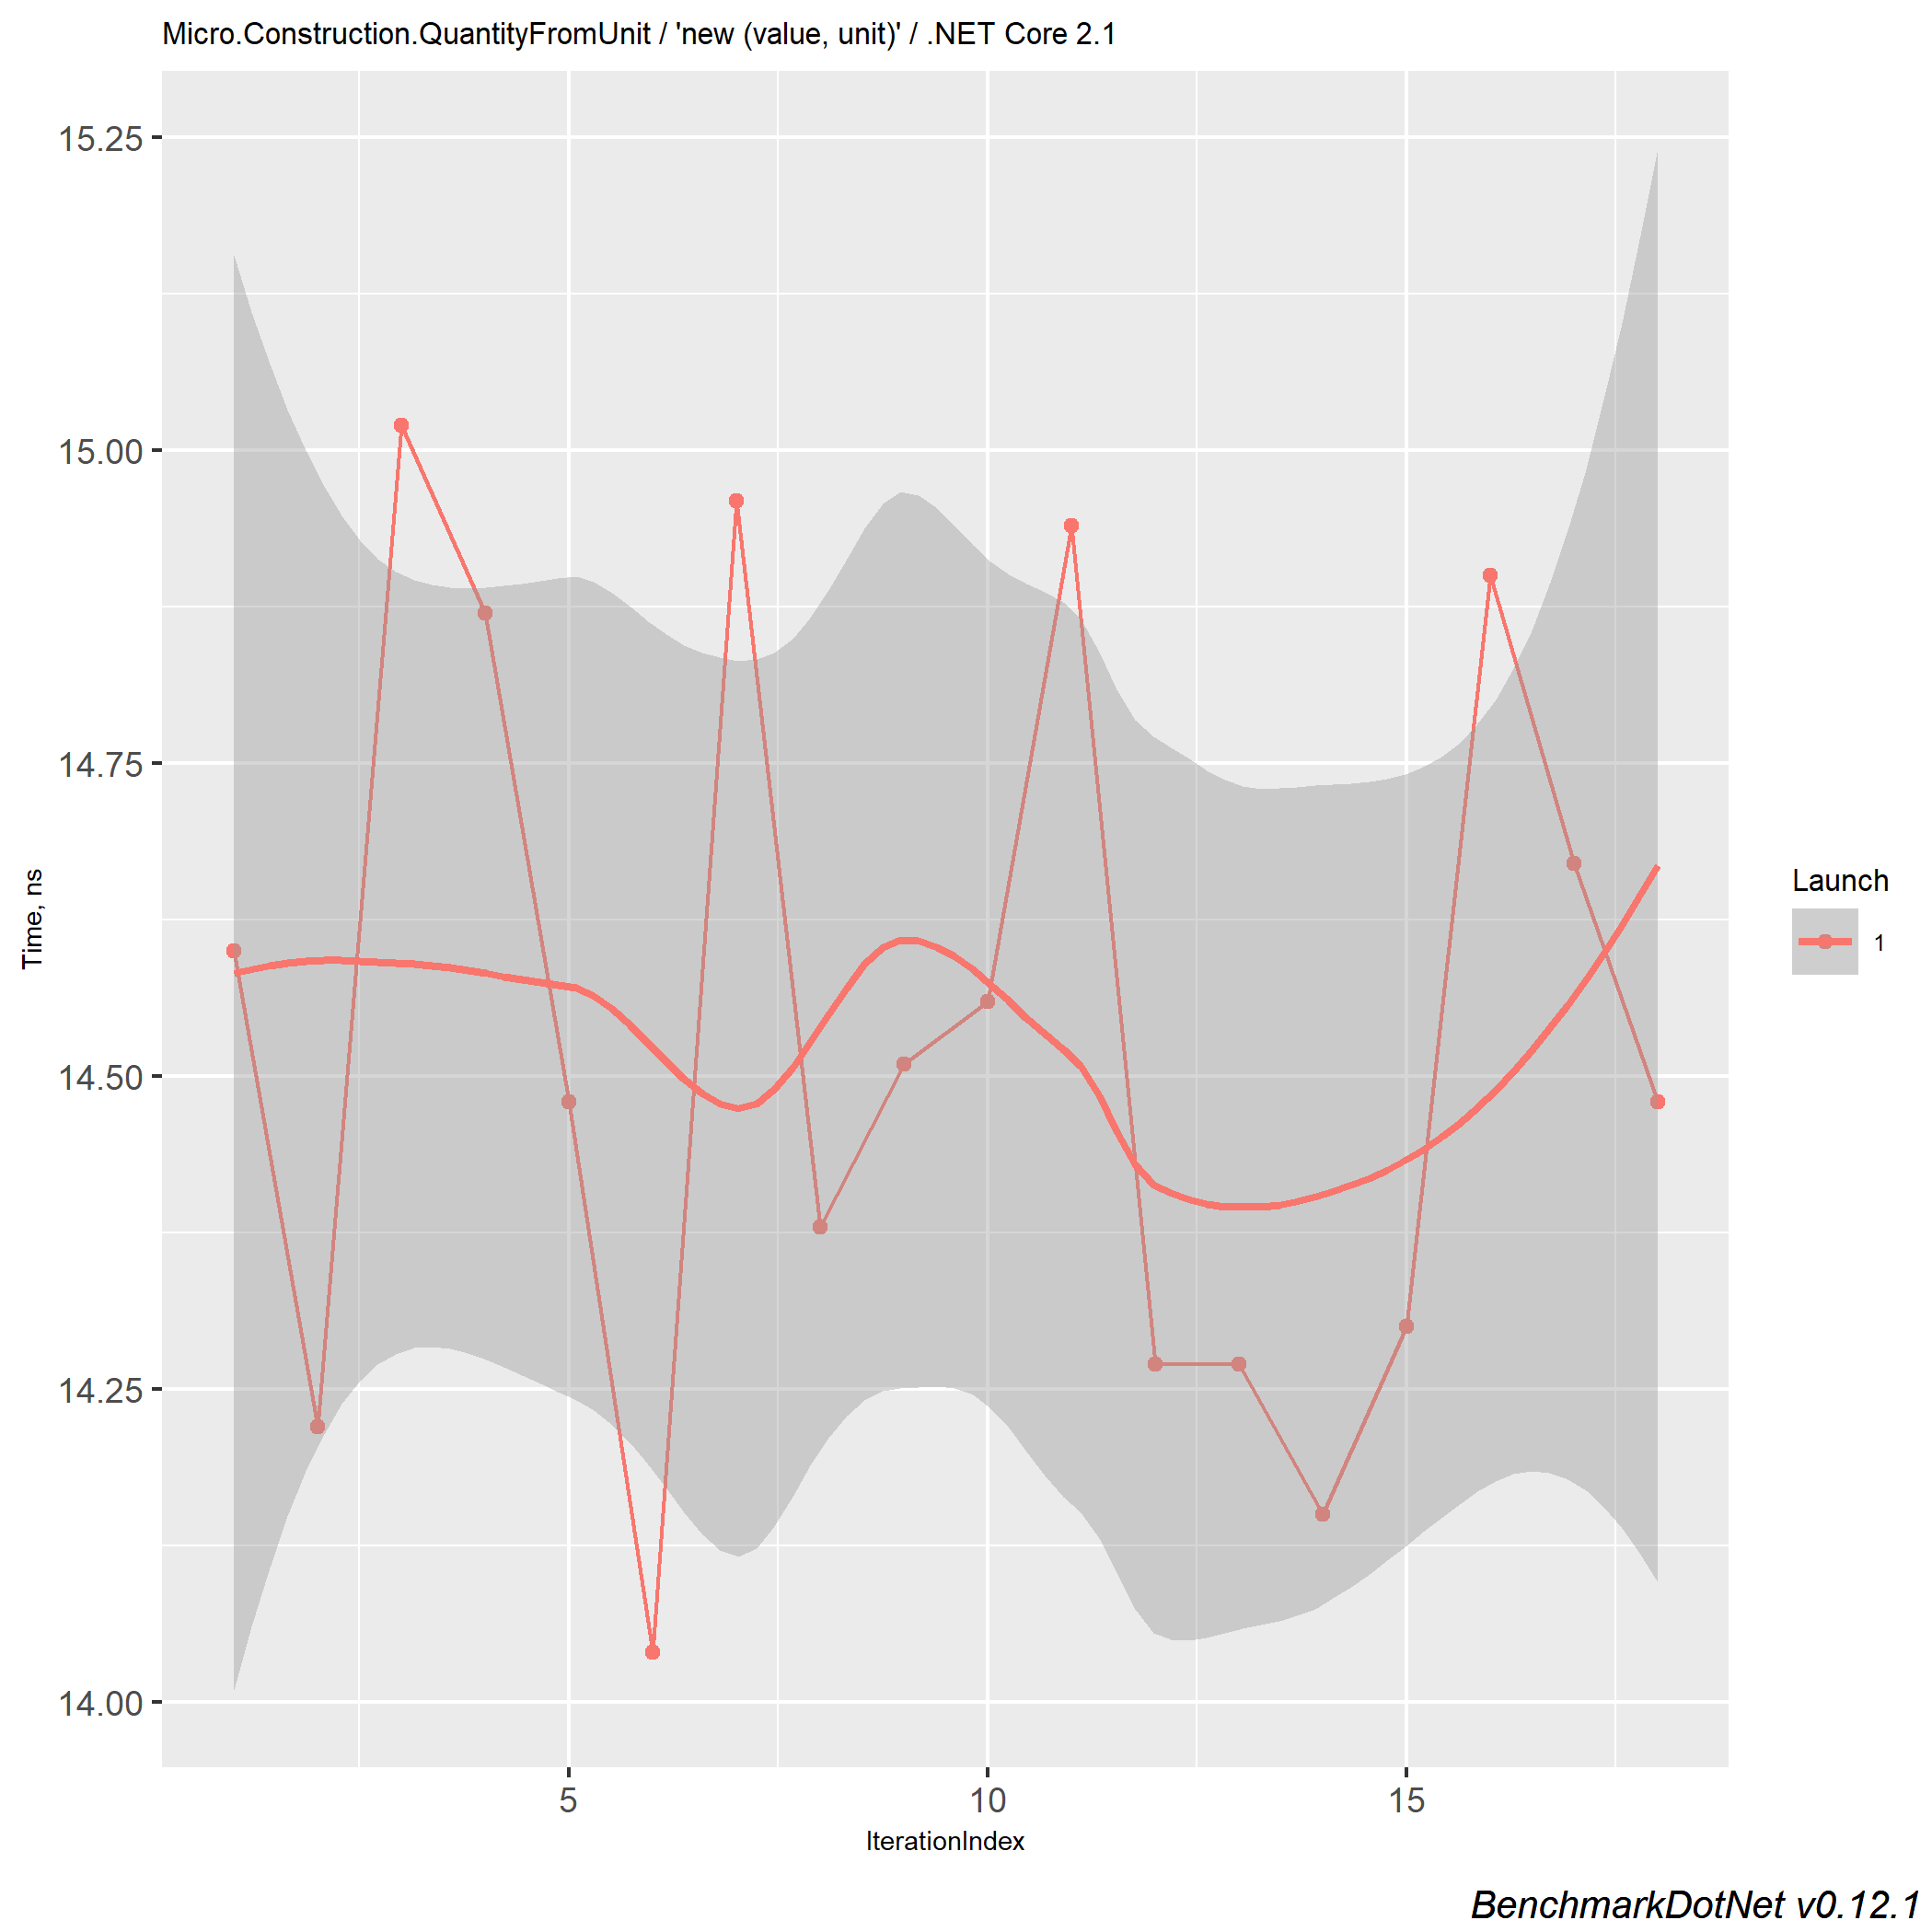 Micro.Construction.QuantityFromUnit / 'new (value, unit)' / .NET Core 2.1
15.25
15.00
14.75
14.50
14.25
14.00
Time, ns
5 10 15
IterationIndex
Launch
1
BenchmarkDotNet v0.12.1